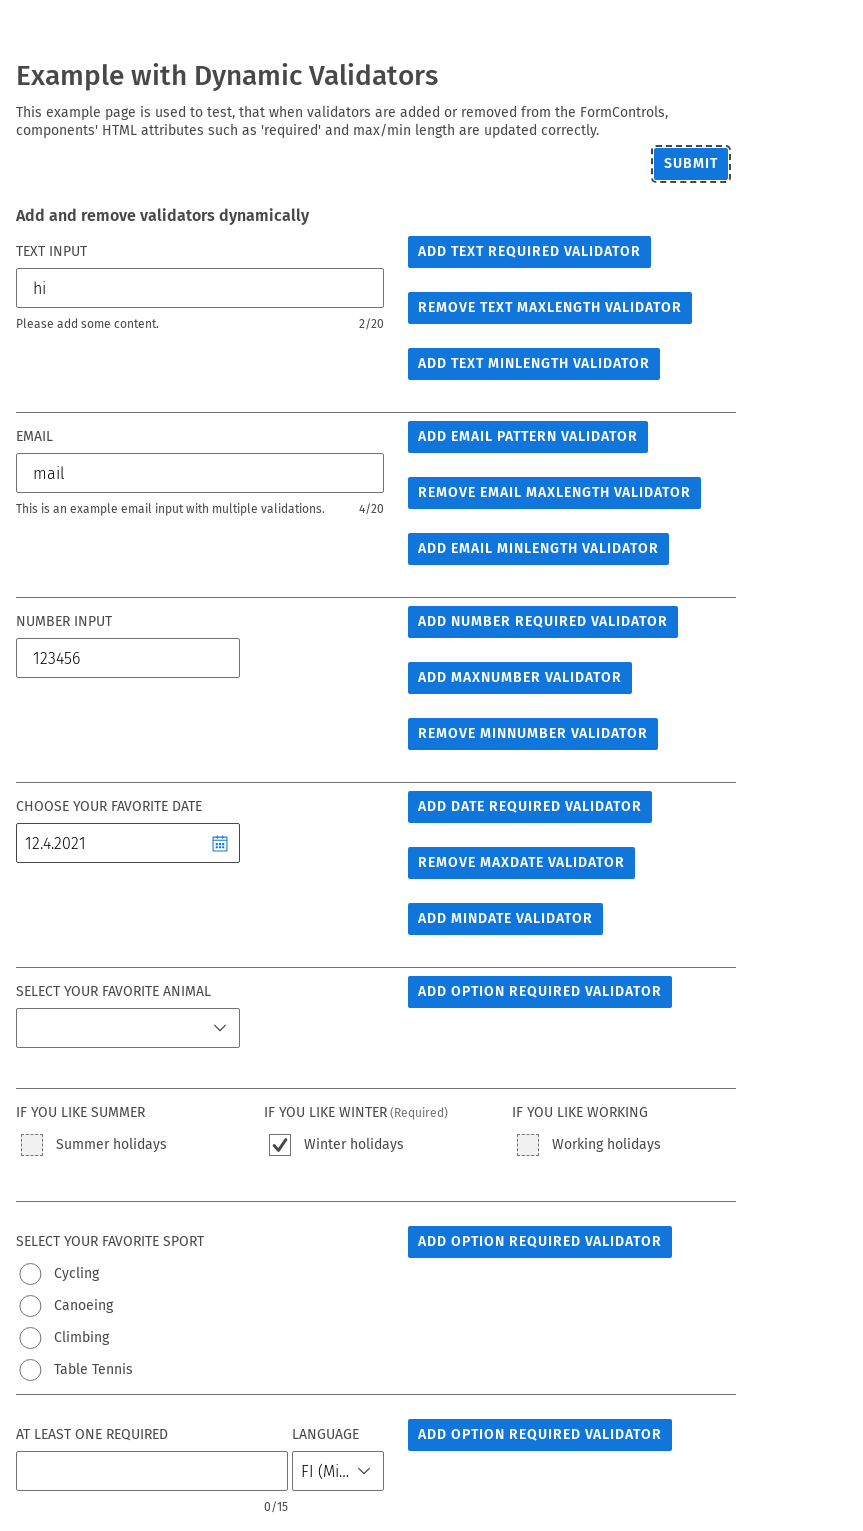 Example with Dynamic Validators
This example page is used to test, that when validators are added or removed from the FormControls,
components' HTML attributes such as 'required' and max/min length are updated correctly.
SUBMIT
Add and remove validators dynamically
TEXT INPUT
ADD TEXT REQUIRED VALIDATOR
hi
REMOVE TEXT MAXLENGTH VALIDATOR
Please add some content. 2/20
ADD TEXT MINLENGTH VALIDATOR
EMAIL
ADD EMAIL PATTERN VALIDATOR
mail
REMOVE EMAIL MAXLENGTH VALIDATOR
This is an example email input with multiple validations. 4/20
ADD EMAIL MINLENGTH VALIDATOR
NUMBER INPUT
ADD NUMBER REQUIRED VALIDATOR
123456
ADD MAXNUMBER VALIDATOR
REMOVE MINNUMBER VALIDATOR
CHOOSE YOUR FAVORITE DATE
ADD DATE REQUIRED VALIDATOR
12.4.2021
REMOVE MAXDATE VALIDATOR
ADD MINDATE VALIDATOR
SELECT YOUR FAVORITE ANIMAL
ADD OPTION REQUIRED VALIDATOR
IF YOU LIKE SUMMER
Summer holidays
IF YOU LIKE WINTER (Required)
Winter holidays
IF YOU LIKE WORKING
Working holidays
SELECT YOUR FAVORITE SPORT
ADD OPTION REQUIRED VALIDATOR
Cycling
Canoeing
Climbing
Table Tennis
AT LEAST ONE REQUIRED
LANGUAGE
ADD OPTION REQUIRED VALIDATOR
FI (Mi...
0/15